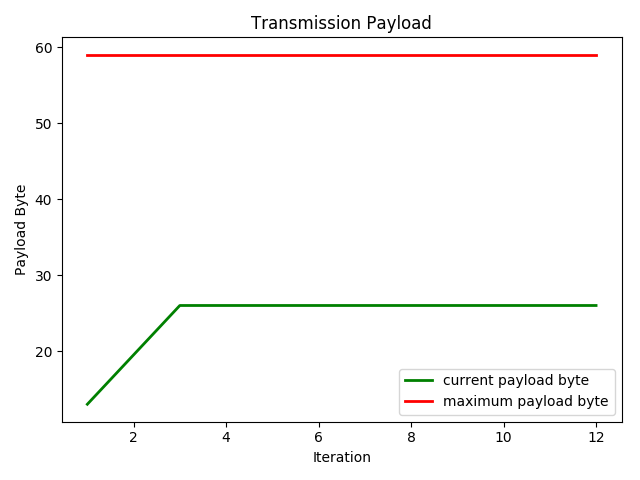 Transmission Payload
60
50
40
30
20
Payload Byte
current payload byte
maximum payload byte
2 4 6 8 10 12
Iteration